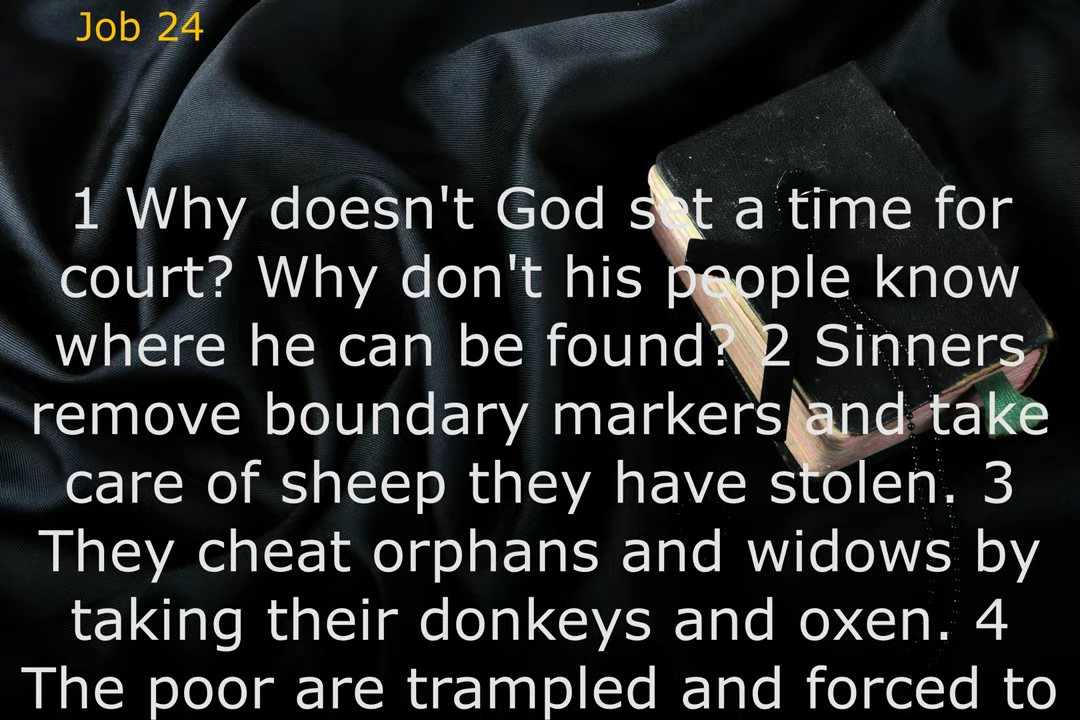 Job 24
1 Why doesn't God set a time for
court? Why don't his people know
where he can be found? 2 Sinners
remove boundary markers and take
care of sheep they have stolen. 3
They cheat orphans and widows by
taking their donkeys and oxen. 4
The poor are trampled and forced to